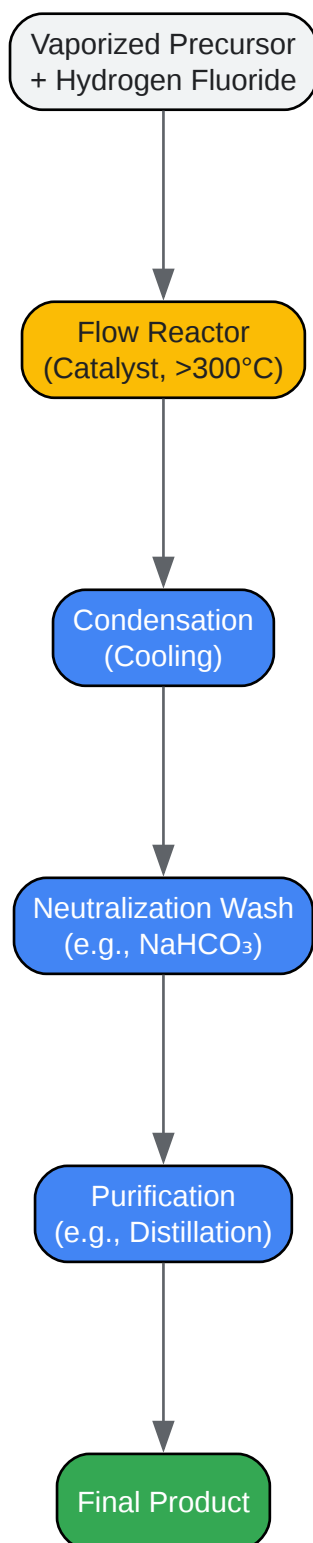 Vaporized Precursor
+ Hydrogen Fluoride
Flow Reactor
(Catalyst, >300°C)
Condensation
(Cooling)
Neutralization Wash
(e.g., NaHCO₃)
Purification
(e.g., Distillation)
Final Product